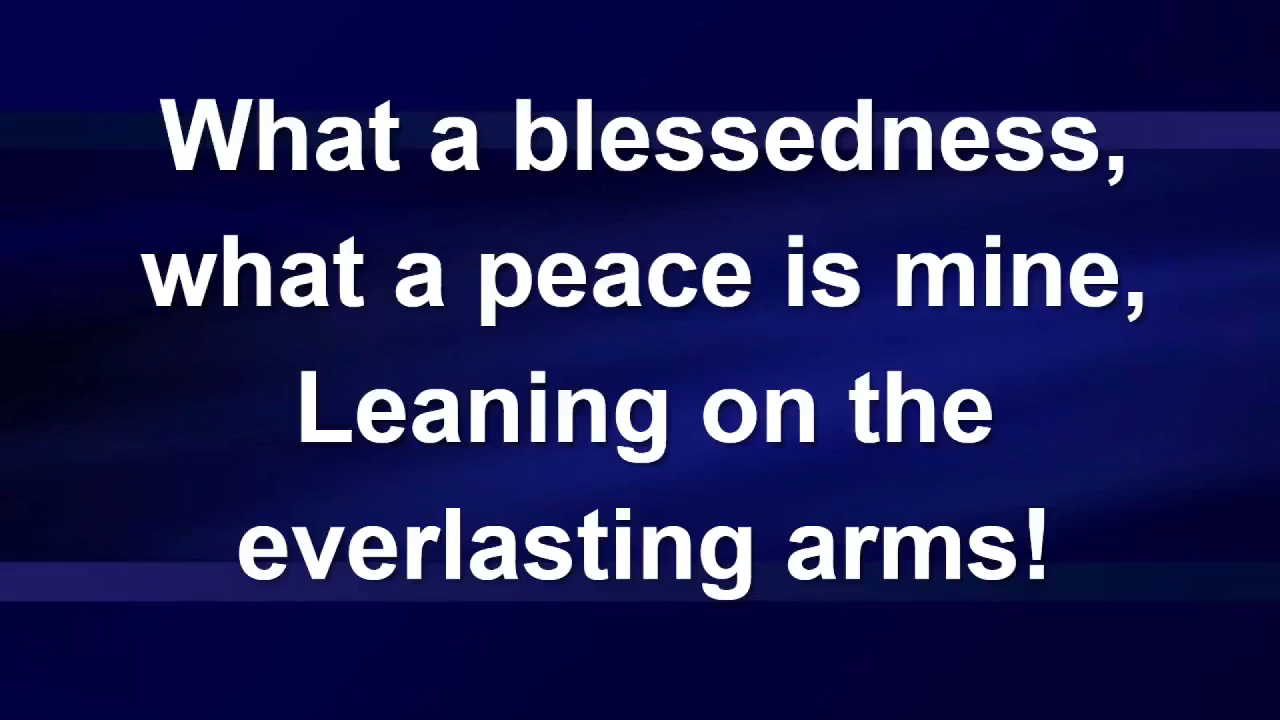 What a blessedness,
what a peace is mine,
Leaning on the
everlasting arms!